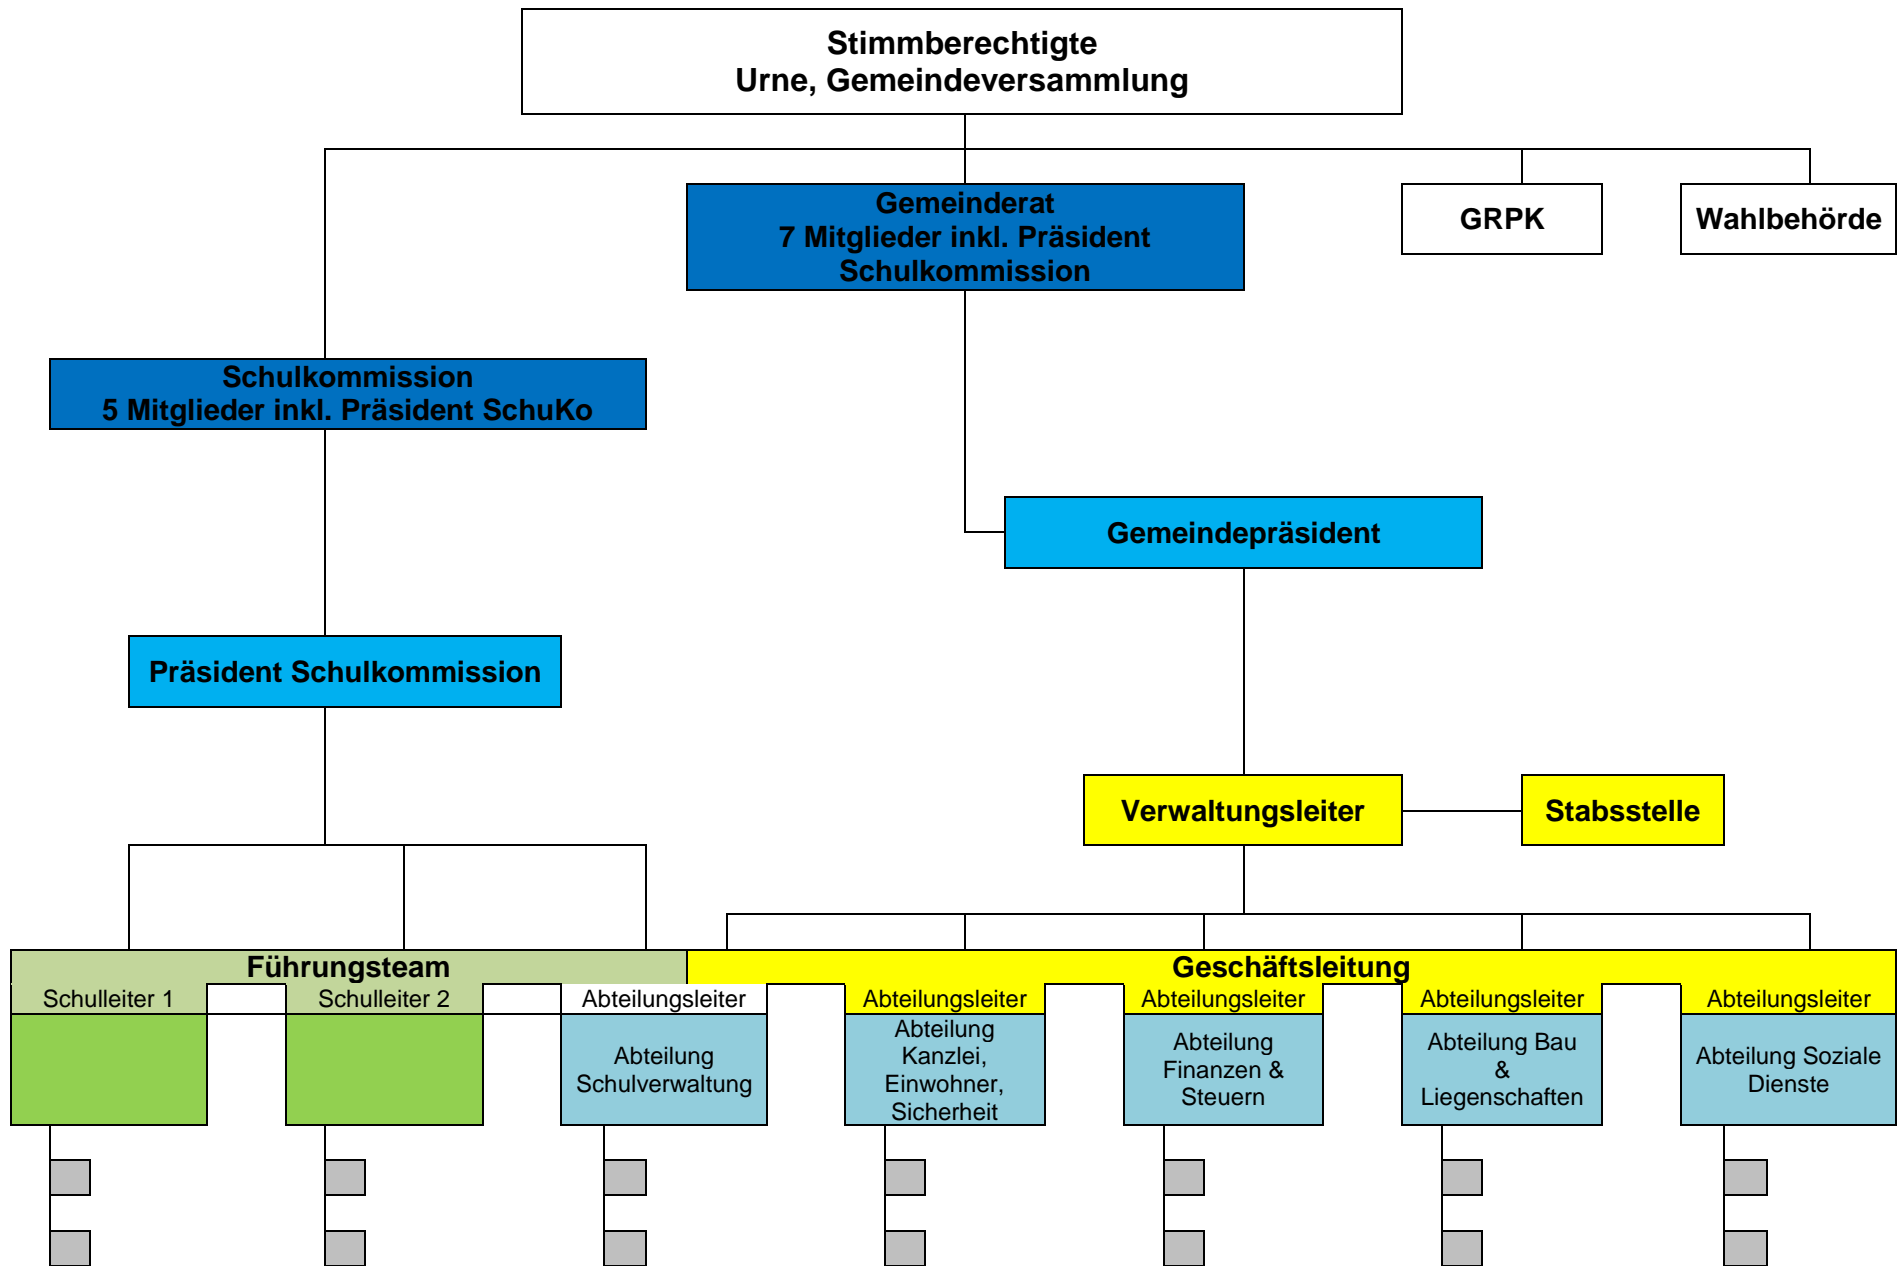 Stimmberechtigte
Urne, Gemeindeversammlung
Gemeinderat
7 Mitglieder inkl. Präsident
Schulkommission
GRPK
Wahlbehörde
Schulkommission
5 Mitglieder inkl. Präsident SchuKo
Gemeindepräsident
Präsident Schulkommission
Verwaltungsleiter
Stabsstelle
Führungsteam
Geschäftsleitung
Schulleiter 1
Schulleiter 2
Abteilungsleiter
Abteilungsleiter
Abteilungsleiter
Abteilungsleiter
Abteilungsleiter
Abteilung
Schulverwaltung
Abteilung
Kanzlei,
Einwohner,
Sicherheit
Abteilung
Finanzen &
Steuern
Abteilung Bau
&
Liegenschaften
Abteilung Soziale
Dienste